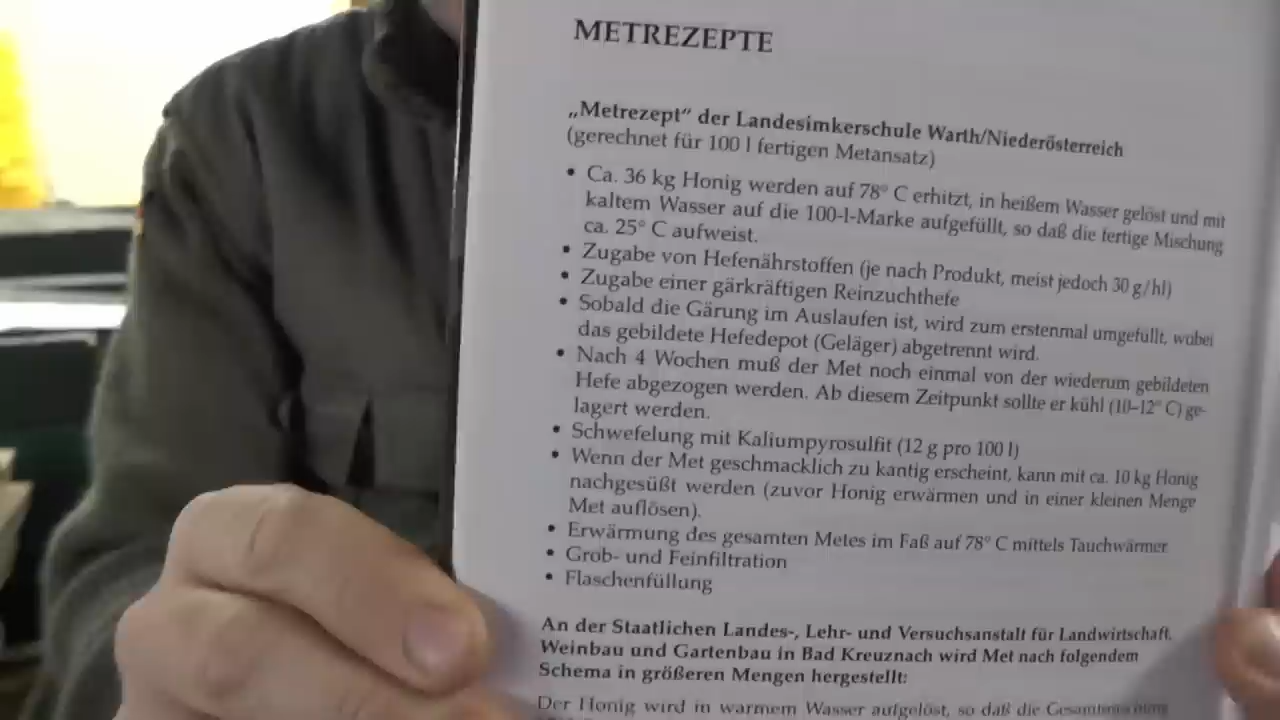 METREZEPTE
„Metrezept“ der Landesimkerschule Warth/Niederösterreich
(gerechnet für 100 l fertigen Metansatz)
• Ca. 36 kg Honig werden auf 78° C erhitzt, in heißem Wasser gelöst und mit
kaltem Wasser auf die 100-l-Marke aufgefüllt, so daß die fertige Mischung
ca. 25° C aufweist.
• Zugabe von Hefenährstoffen (je nach Produkt, meist jedoch 30 g/hl)
• Zugabe einer gärkräftigen Reinzuchthefe
• Sobald die Gärung im Auslaufen ist, wird zum erstenmal umgefüllt, wobei
das gebildete Hefedepot (Geläger) abgetrennt wird.
• Nach 4 Wochen muß der Met noch einmal von der wiederum gebildeten
Hefe abgezogen werden. Ab diesem Zeitpunkt sollte er kühl (10–12° C) ge-
lagert werden.
• Schwefelung mit Kaliumpyrosulfit (12 g pro 100 l)
• Wenn der Met geschmacklich zu kantig erscheint, kann mit ca. 10 kg Honig
nachgesüßt werden (zuvor Honig erwärmen und in einer kleinen Menge
Met auflösen).
• Erwärmung des gesamten Metes im Faß auf 78° C mittels Tauchwärmer
• Grob- und Feinfiltration
• Flaschenfüllung
An der Staatlichen Landes-, Lehr- und Versuchsanstalt für Landwirtschaft,
Weinbau und Gartenbau in Bad Kreuznach wird Met nach folgendem
Schema in größeren Mengen hergestellt:
Der Honig wird in warmem Wasser aufgelöst, so daß die